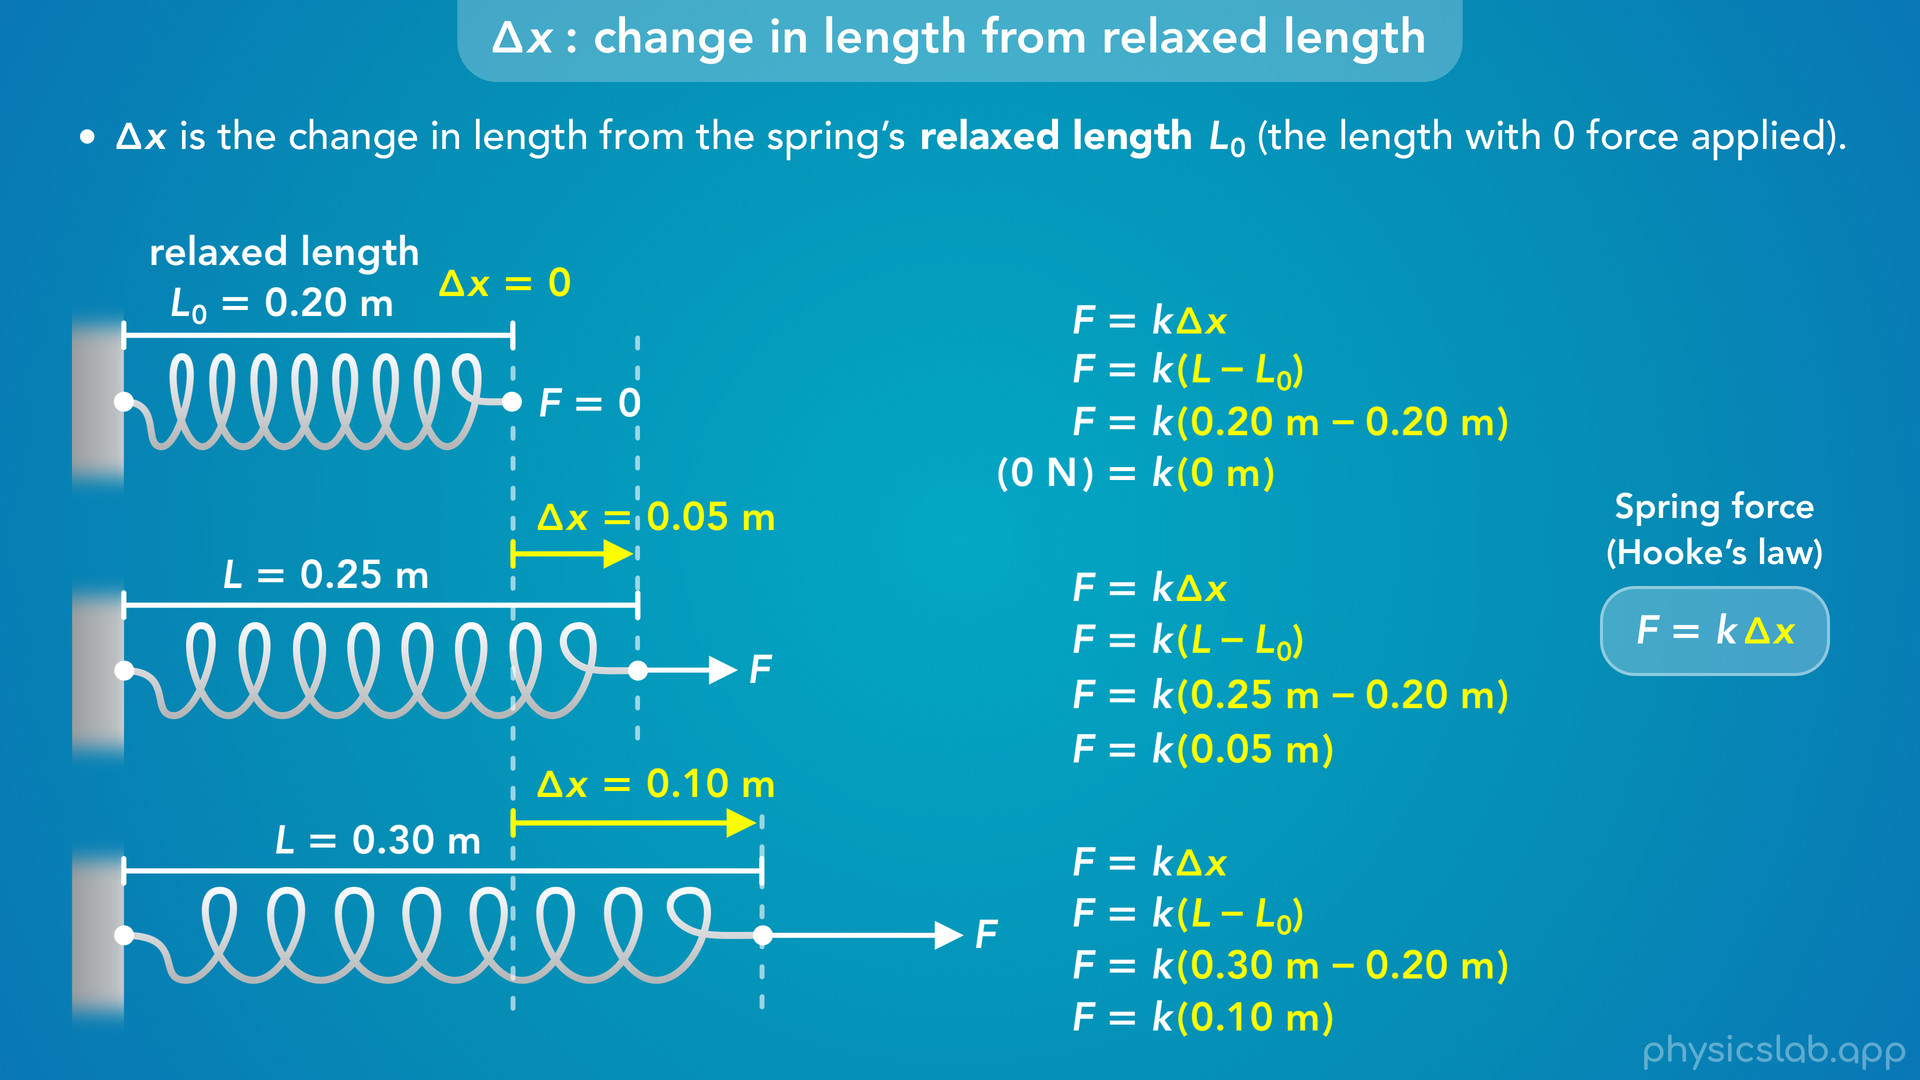 Δx : change in length from relaxed length
• Δx is the change in length from the spring’s relaxed length L₀ (the length with 0 force applied).
relaxed length
L₀ = 0.20 m
Δx = 0
F = 0
F = kΔx
F = k(L – L₀)
F = k(0.20 m – 0.20 m)
(0 N) = k(0 m)
Δx = 0.05 m
L = 0.25 m
F
F = kΔx
F = k(L – L₀)
F = k(0.25 m – 0.20 m)
F = k(0.05 m)
Spring force
(Hooke’s law)
F = kΔx
Δx = 0.10 m
L = 0.30 m
F
F = kΔx
F = k(L – L₀)
F = k(0.30 m – 0.20 m)
F = k(0.10 m)
physicslab.app